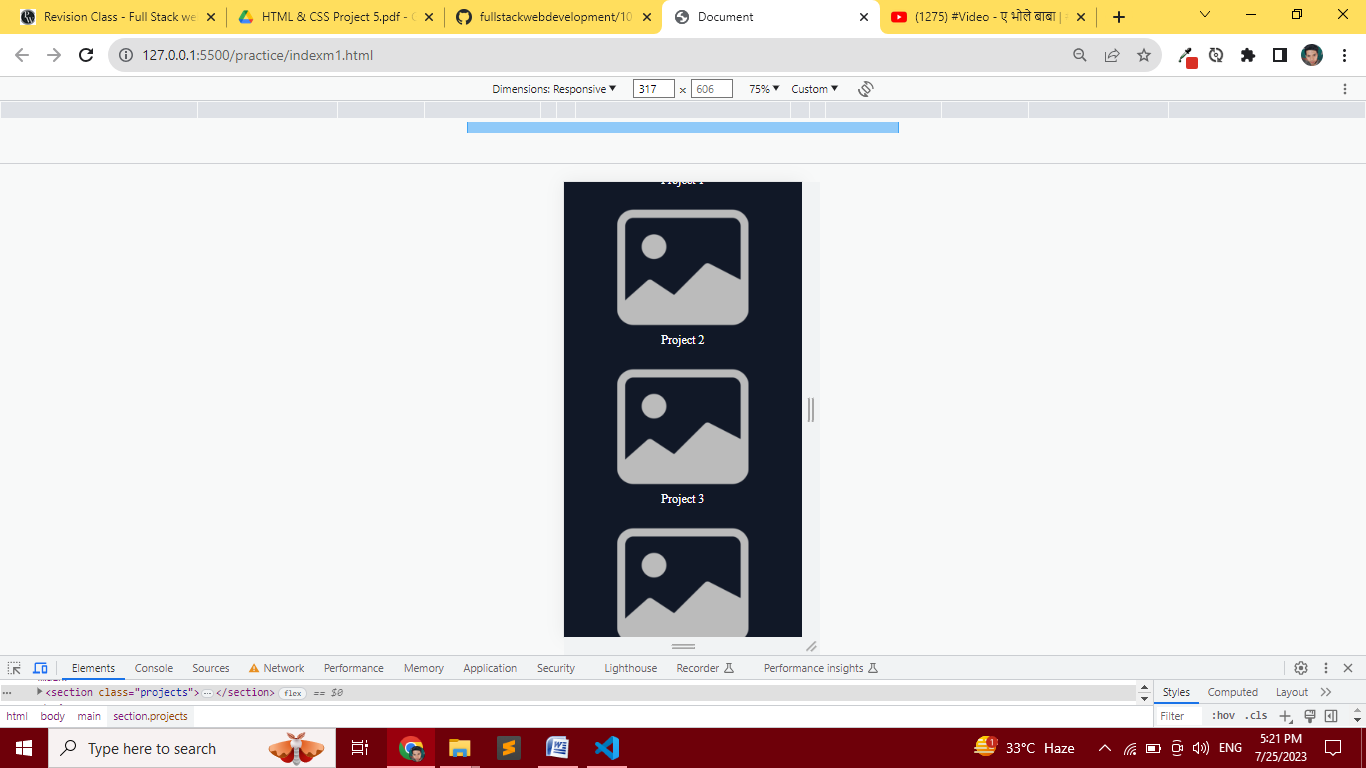 Revision Class - Full Stack we
HTML & CSS Project 5.pdf - G
fullstackwebdevelopment/10
Document
(1275) #Video - ए भोले बाबा |
127.0.0.1:5500/practice/indexm1.html
Dimensions: Responsive 317 × 606 75% Custom
Project 1
Project 2
Project 3
Elements Console Sources Network Performance Memory Application Security Lighthouse Recorder Performance insights
<section class="projects"> … </section> flex == $0
Styles Computed Layout
html body main section.projects
Filter :hov .cls
Type here to search
33°C Haze
ENG
5:21 PM
7/25/2023